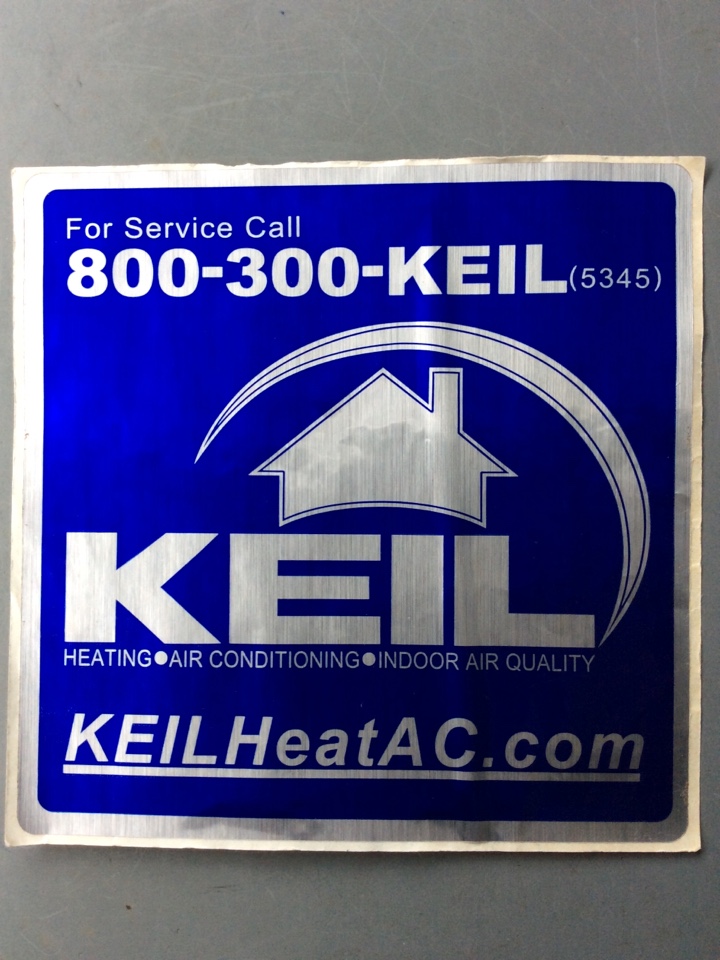 For Service Call
800-300-KEIL(5345)
KEIL
HEATING●AIR CONDITIONING●INDOOR AIR QUALITY
KEILHeatAC.com